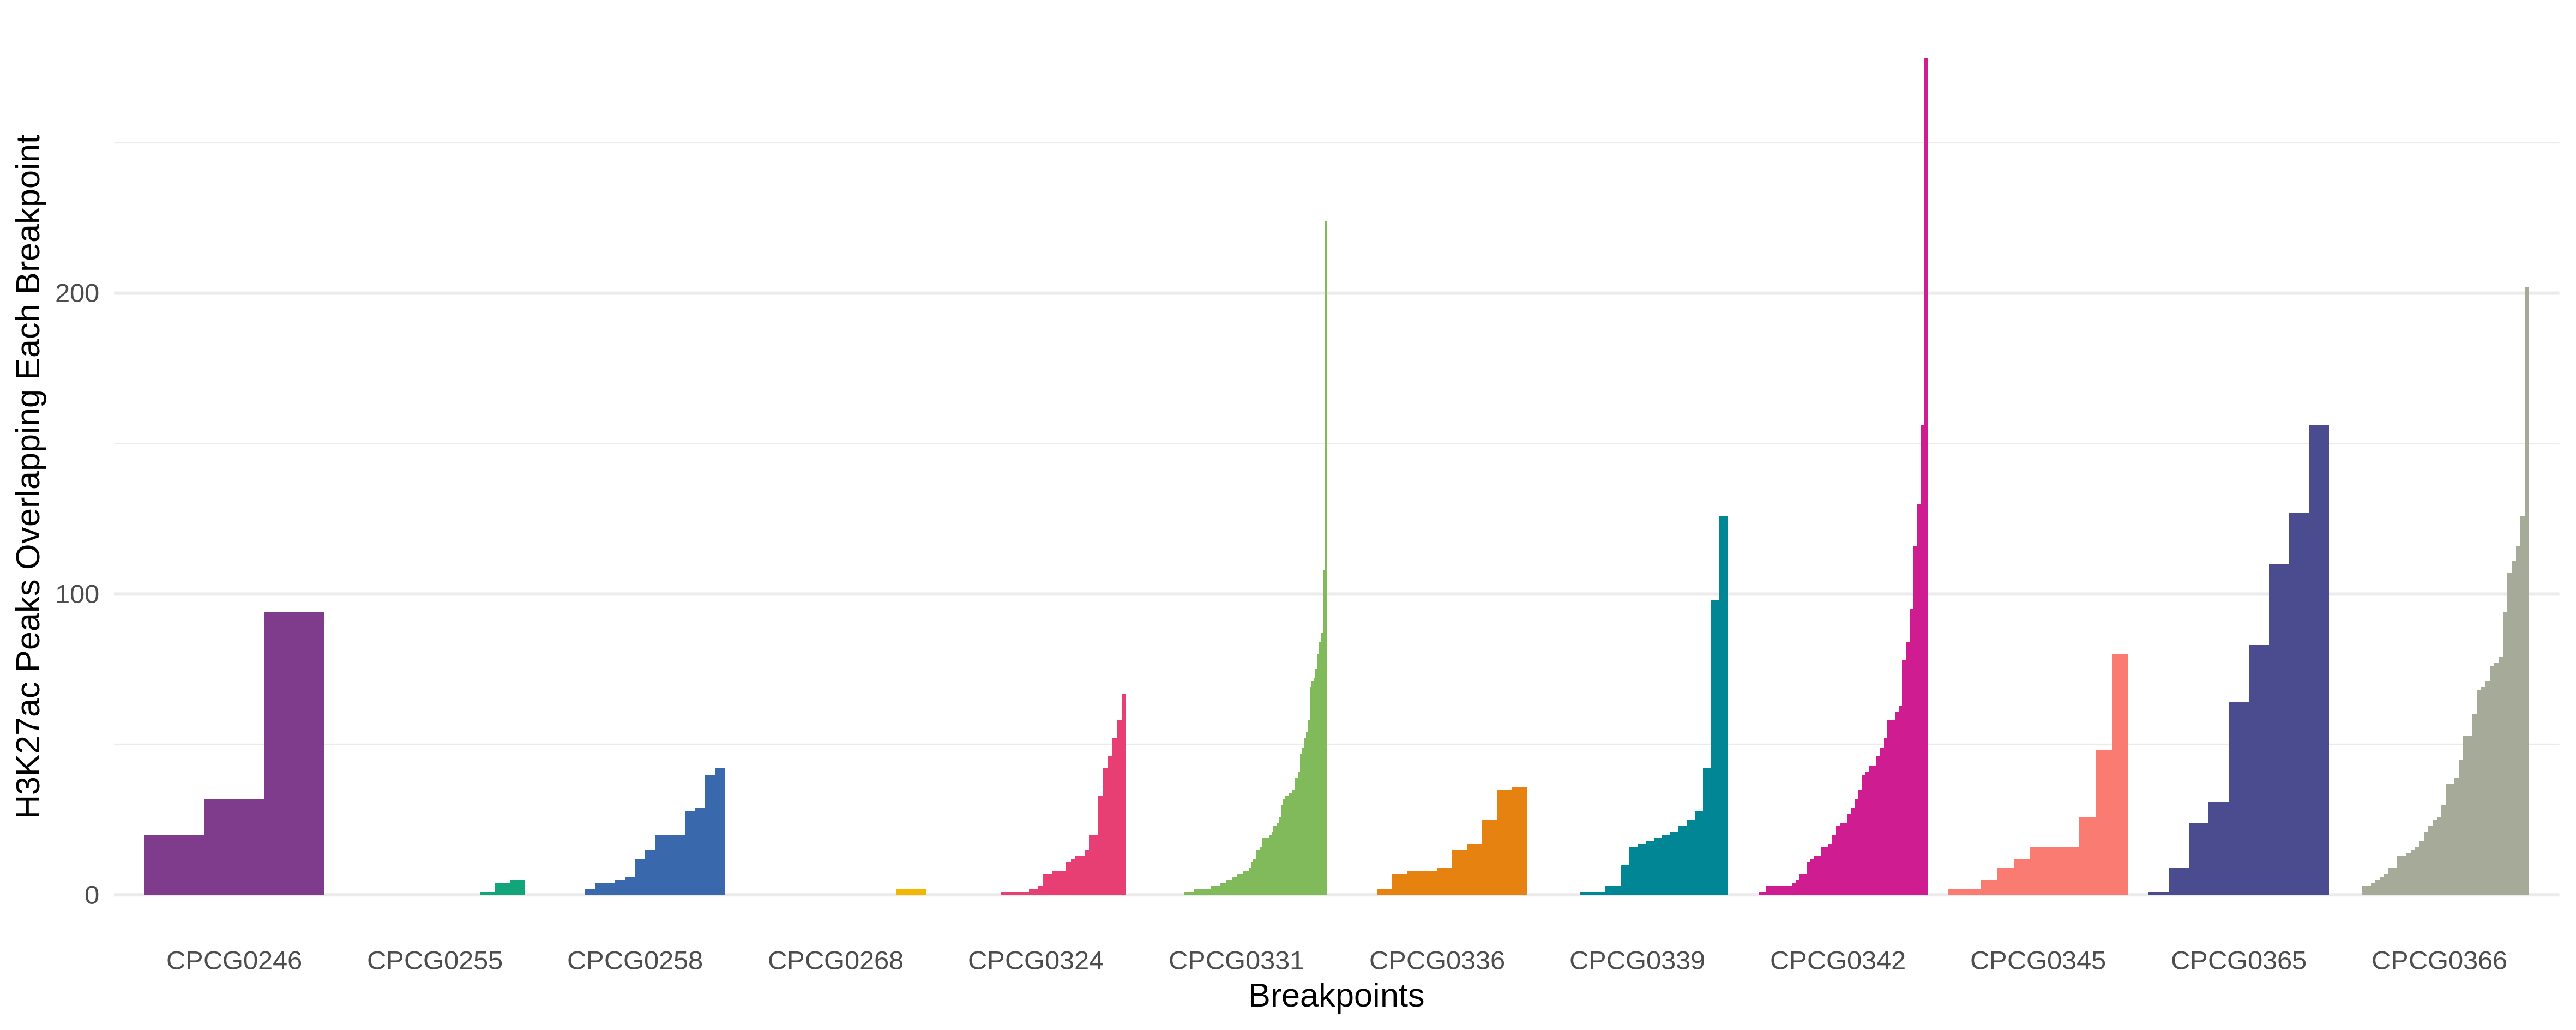 H3K27ac Peaks Overlapping Each Breakpoint
200
100
0
CPCG0246 CPCG0255 CPCG0258 CPCG0268 CPCG0324 CPCG0331 CPCG0336 CPCG0339 CPCG0342 CPCG0345 CPCG0365 CPCG0366
Breakpoints